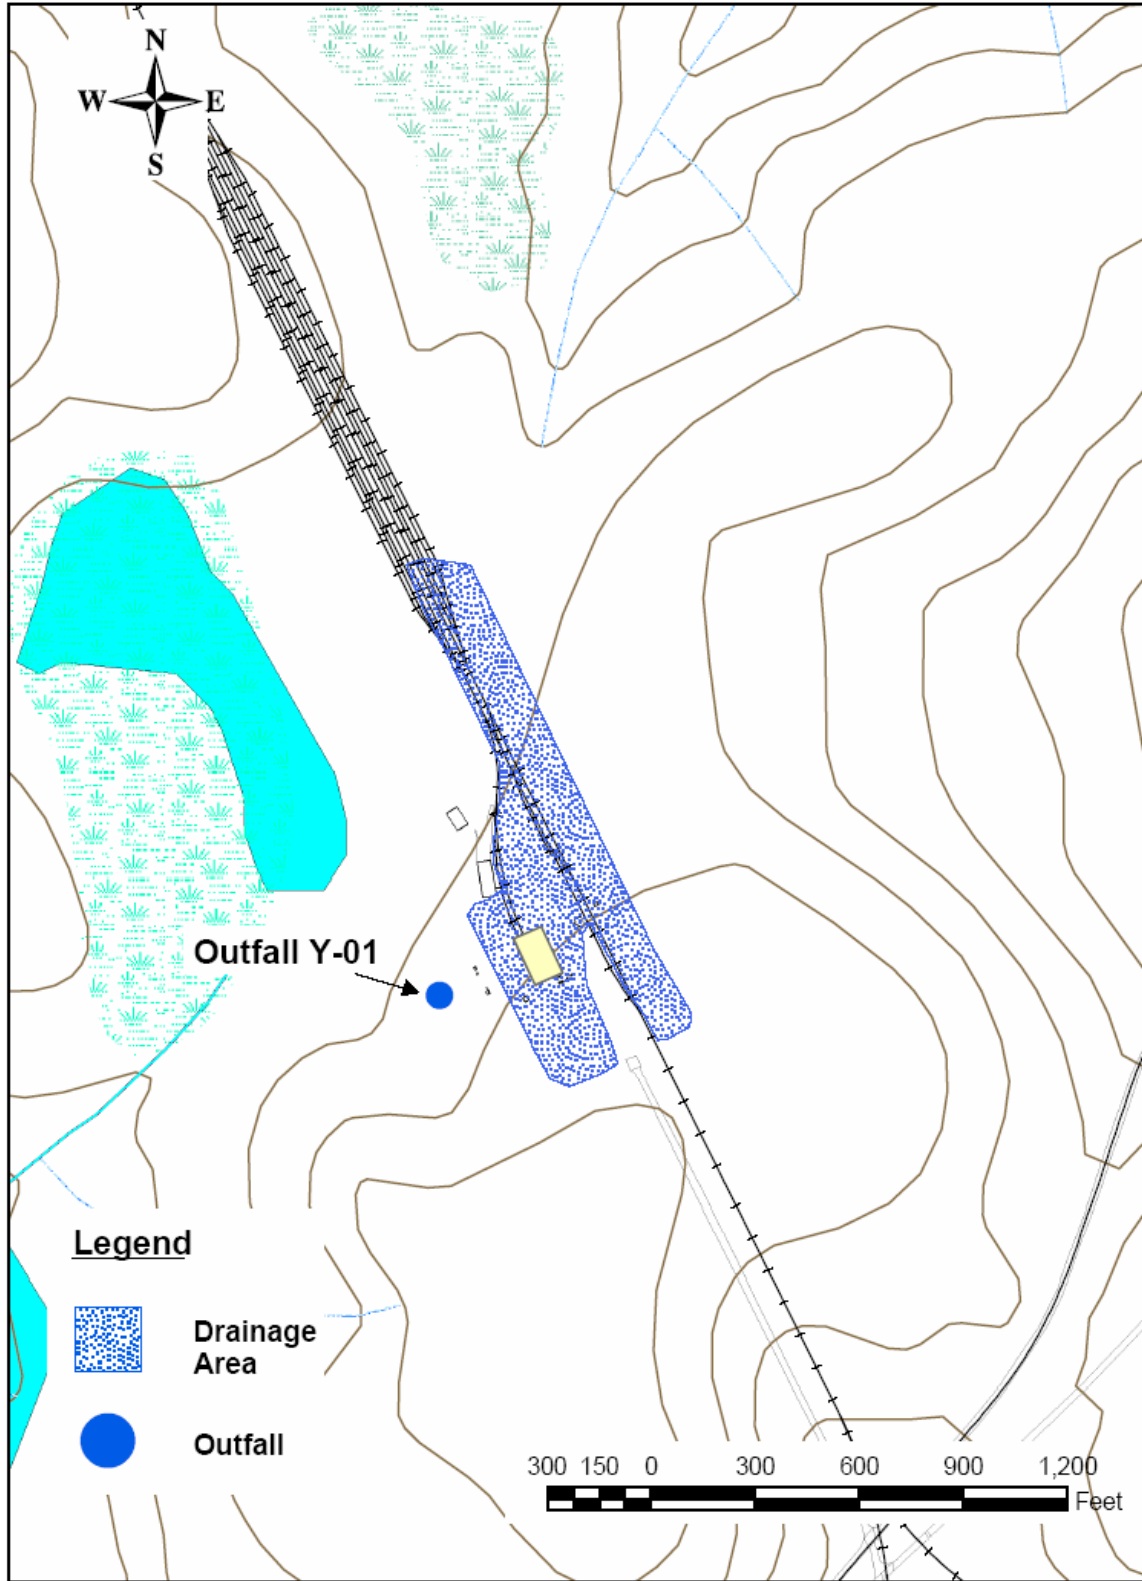 N
W E
S
Outfall Y-01
Legend
Drainage
Area
Outfall
300 150 0 300 600 900 1,200
Feet